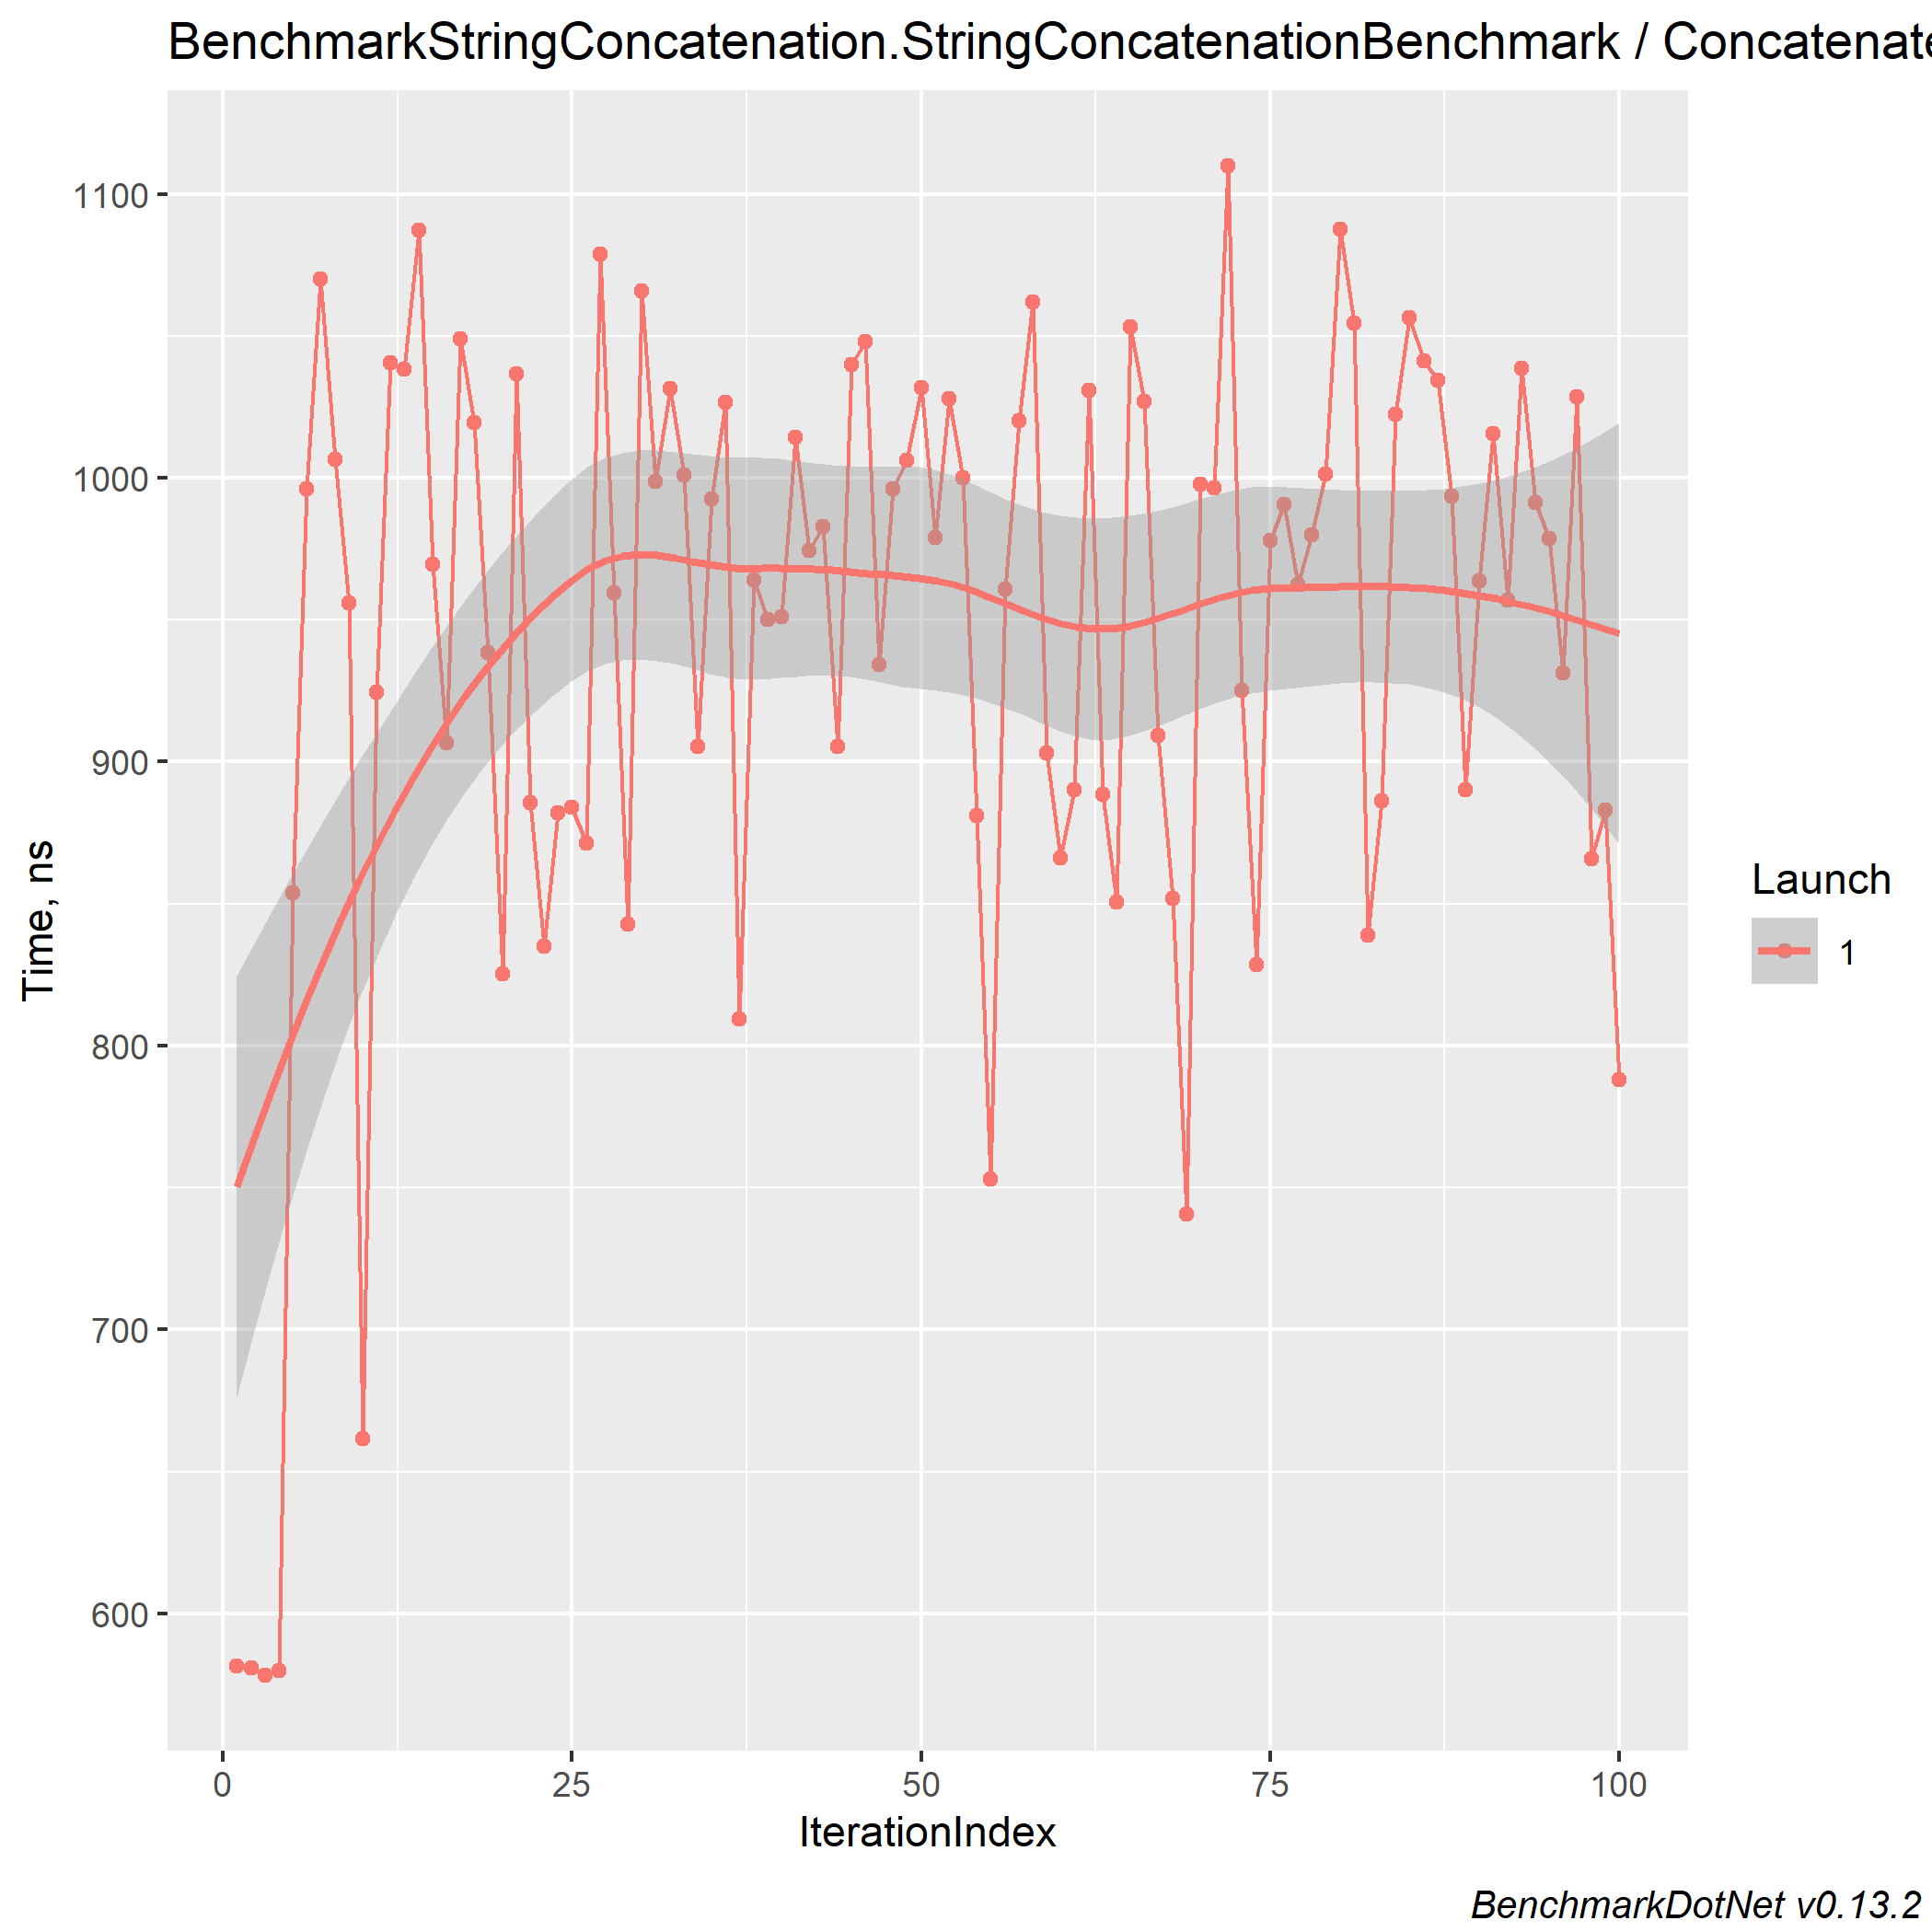 BenchmarkStringConcatenation.StringConcatenationBenchmark / Concatenate
1100
1000
900
800
700
600
Time, ns
0 25 50 75 100
IterationIndex
Launch
1
BenchmarkDotNet v0.13.2